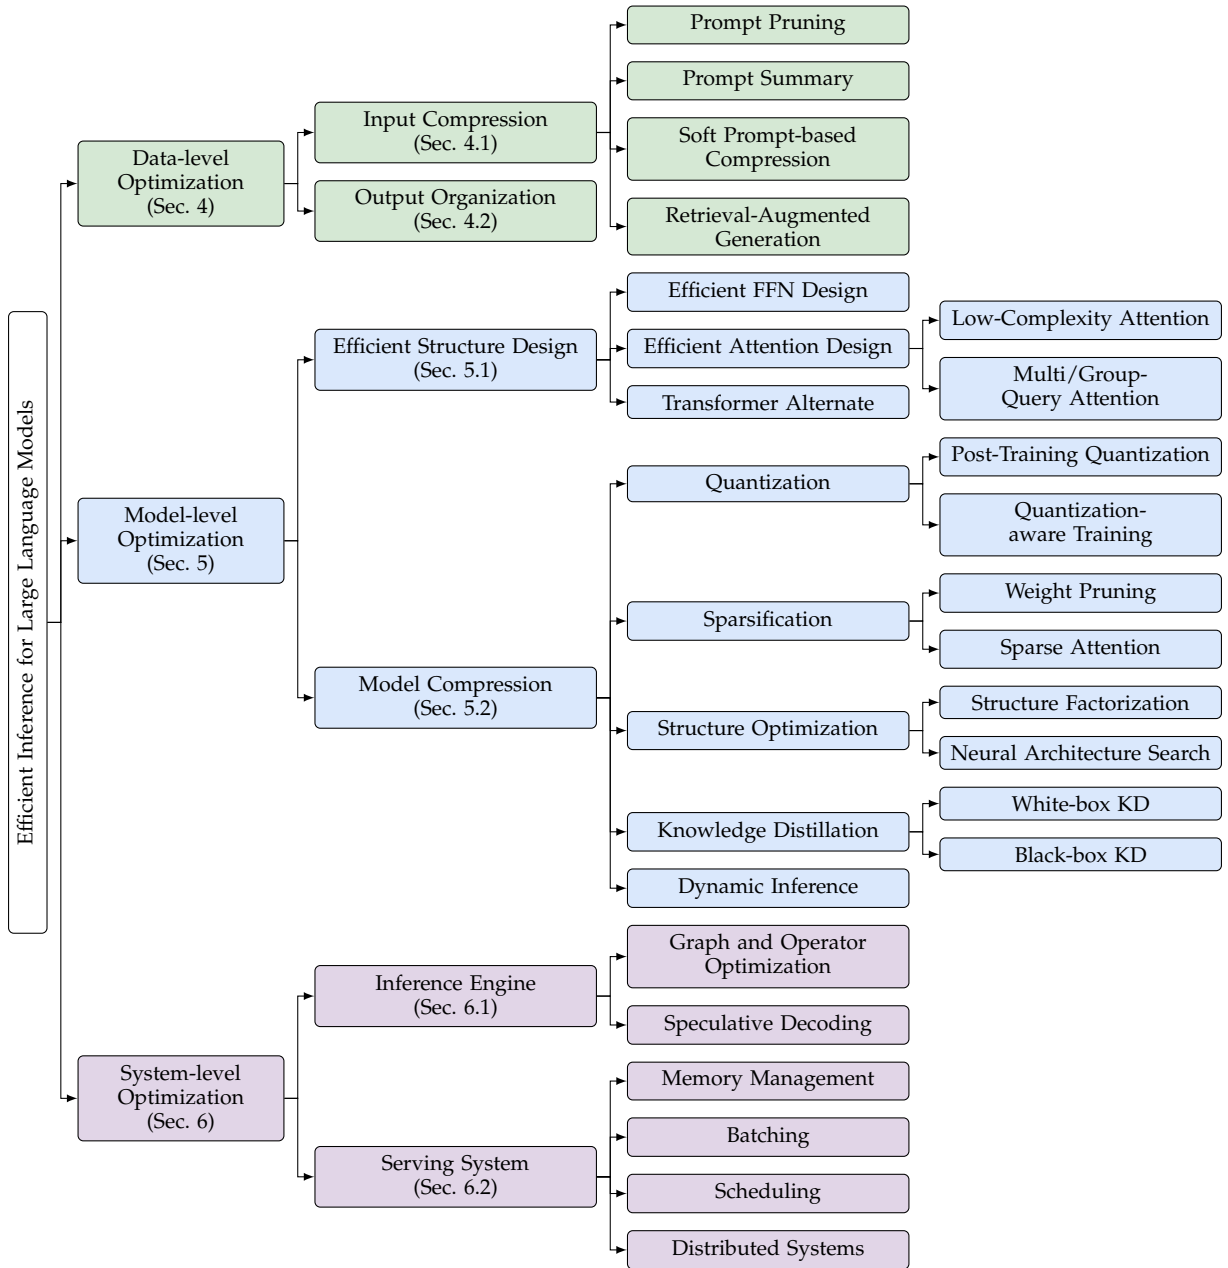 Efficient Inference for Large Language Models
Data-level
Optimization
(Sec. 4)
Input Compression
(Sec. 4.1)
Prompt Pruning
Prompt Summary
Soft Prompt-based
Compression
Retrieval-Augmented
Generation
Output Organization
(Sec. 4.2)
Model-level
Optimization
(Sec. 5)
Efficient Structure Design
(Sec. 5.1)
Efficient FFN Design
Efficient Attention Design
Low-Complexity Attention
Multi/Group-
Query Attention
Transformer Alternate
Model Compression
(Sec. 5.2)
Quantization
Post-Training Quantization
Quantization-
aware Training
Sparsification
Weight Pruning
Sparse Attention
Structure Optimization
Structure Factorization
Neural Architecture Search
Knowledge Distillation
White-box KD
Black-box KD
Dynamic Inference
System-level
Optimization
(Sec. 6)
Inference Engine
(Sec. 6.1)
Graph and Operator
Optimization
Speculative Decoding
Serving System
(Sec. 6.2)
Memory Management
Batching
Scheduling
Distributed Systems